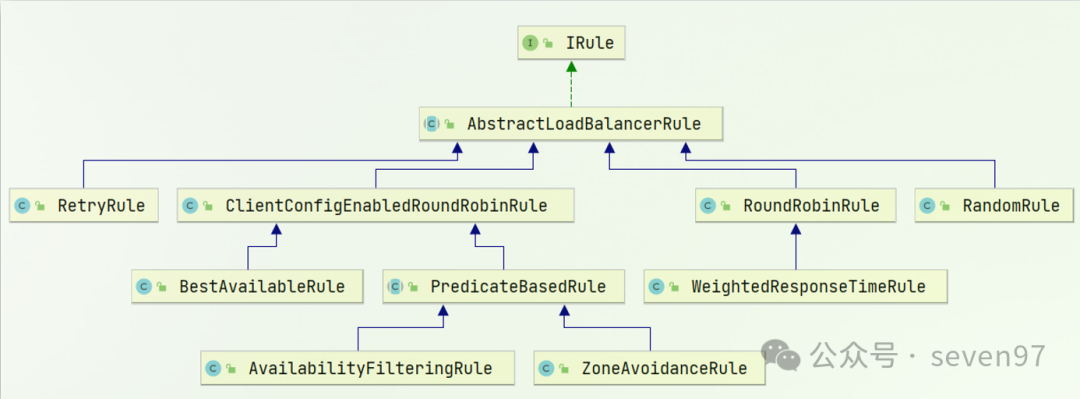 I IRule
C AbstractLoadBalancerRule
C RetryRule C ClientConfigEnabledRoundRobinRule C RoundRobinRule C RandomRule
C BestAvailableRule C PredicateBasedRule C WeightedResponseTimeRule
C AvailabilityFilteringRule C ZoneAvoidanceRule
公众号 · seven97